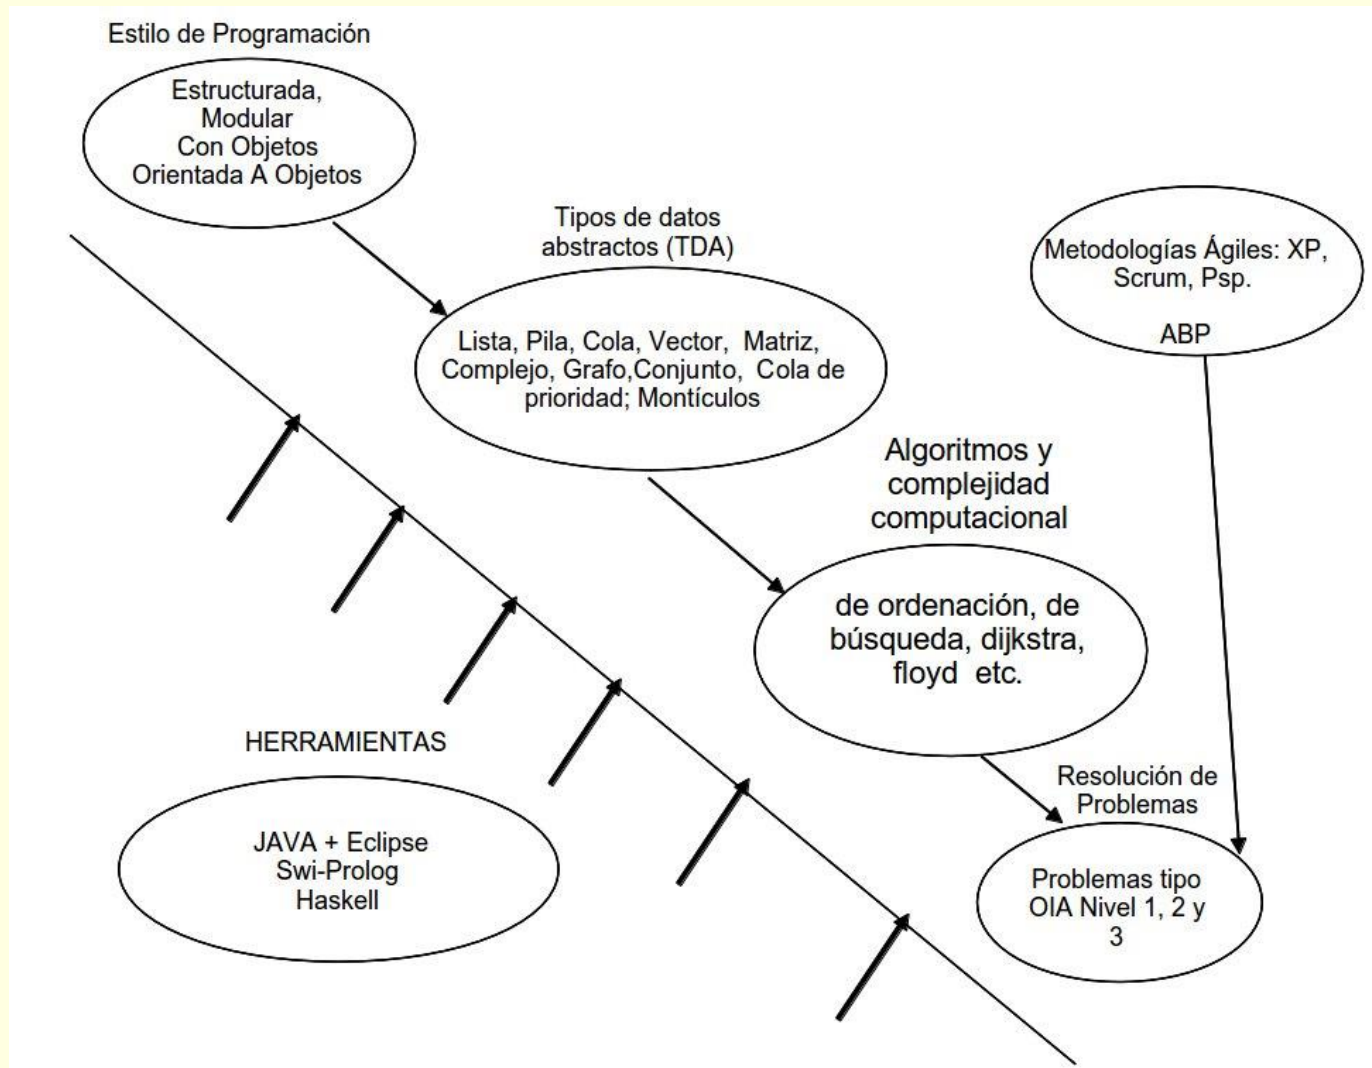 Estilo de Programación
Estructurada,
Modular
Con Objetos
Orientada A Objetos
Tipos de datos
abstractos (TDA)
Lista, Pila, Cola, Vector, Matriz,
Complejo, Grafo,Conjunto, Cola de
prioridad; Montículos
Metodologías Ágiles: XP,
Scrum, Psp.
ABP
Algoritmos y
complejidad
computacional
de ordenación, de
búsqueda, dijkstra,
floyd etc.
HERRAMIENTAS
JAVA + Eclipse
Swi-Prolog
Haskell
Resolución de
Problemas
Problemas tipo
OIA Nivel 1, 2 y
3